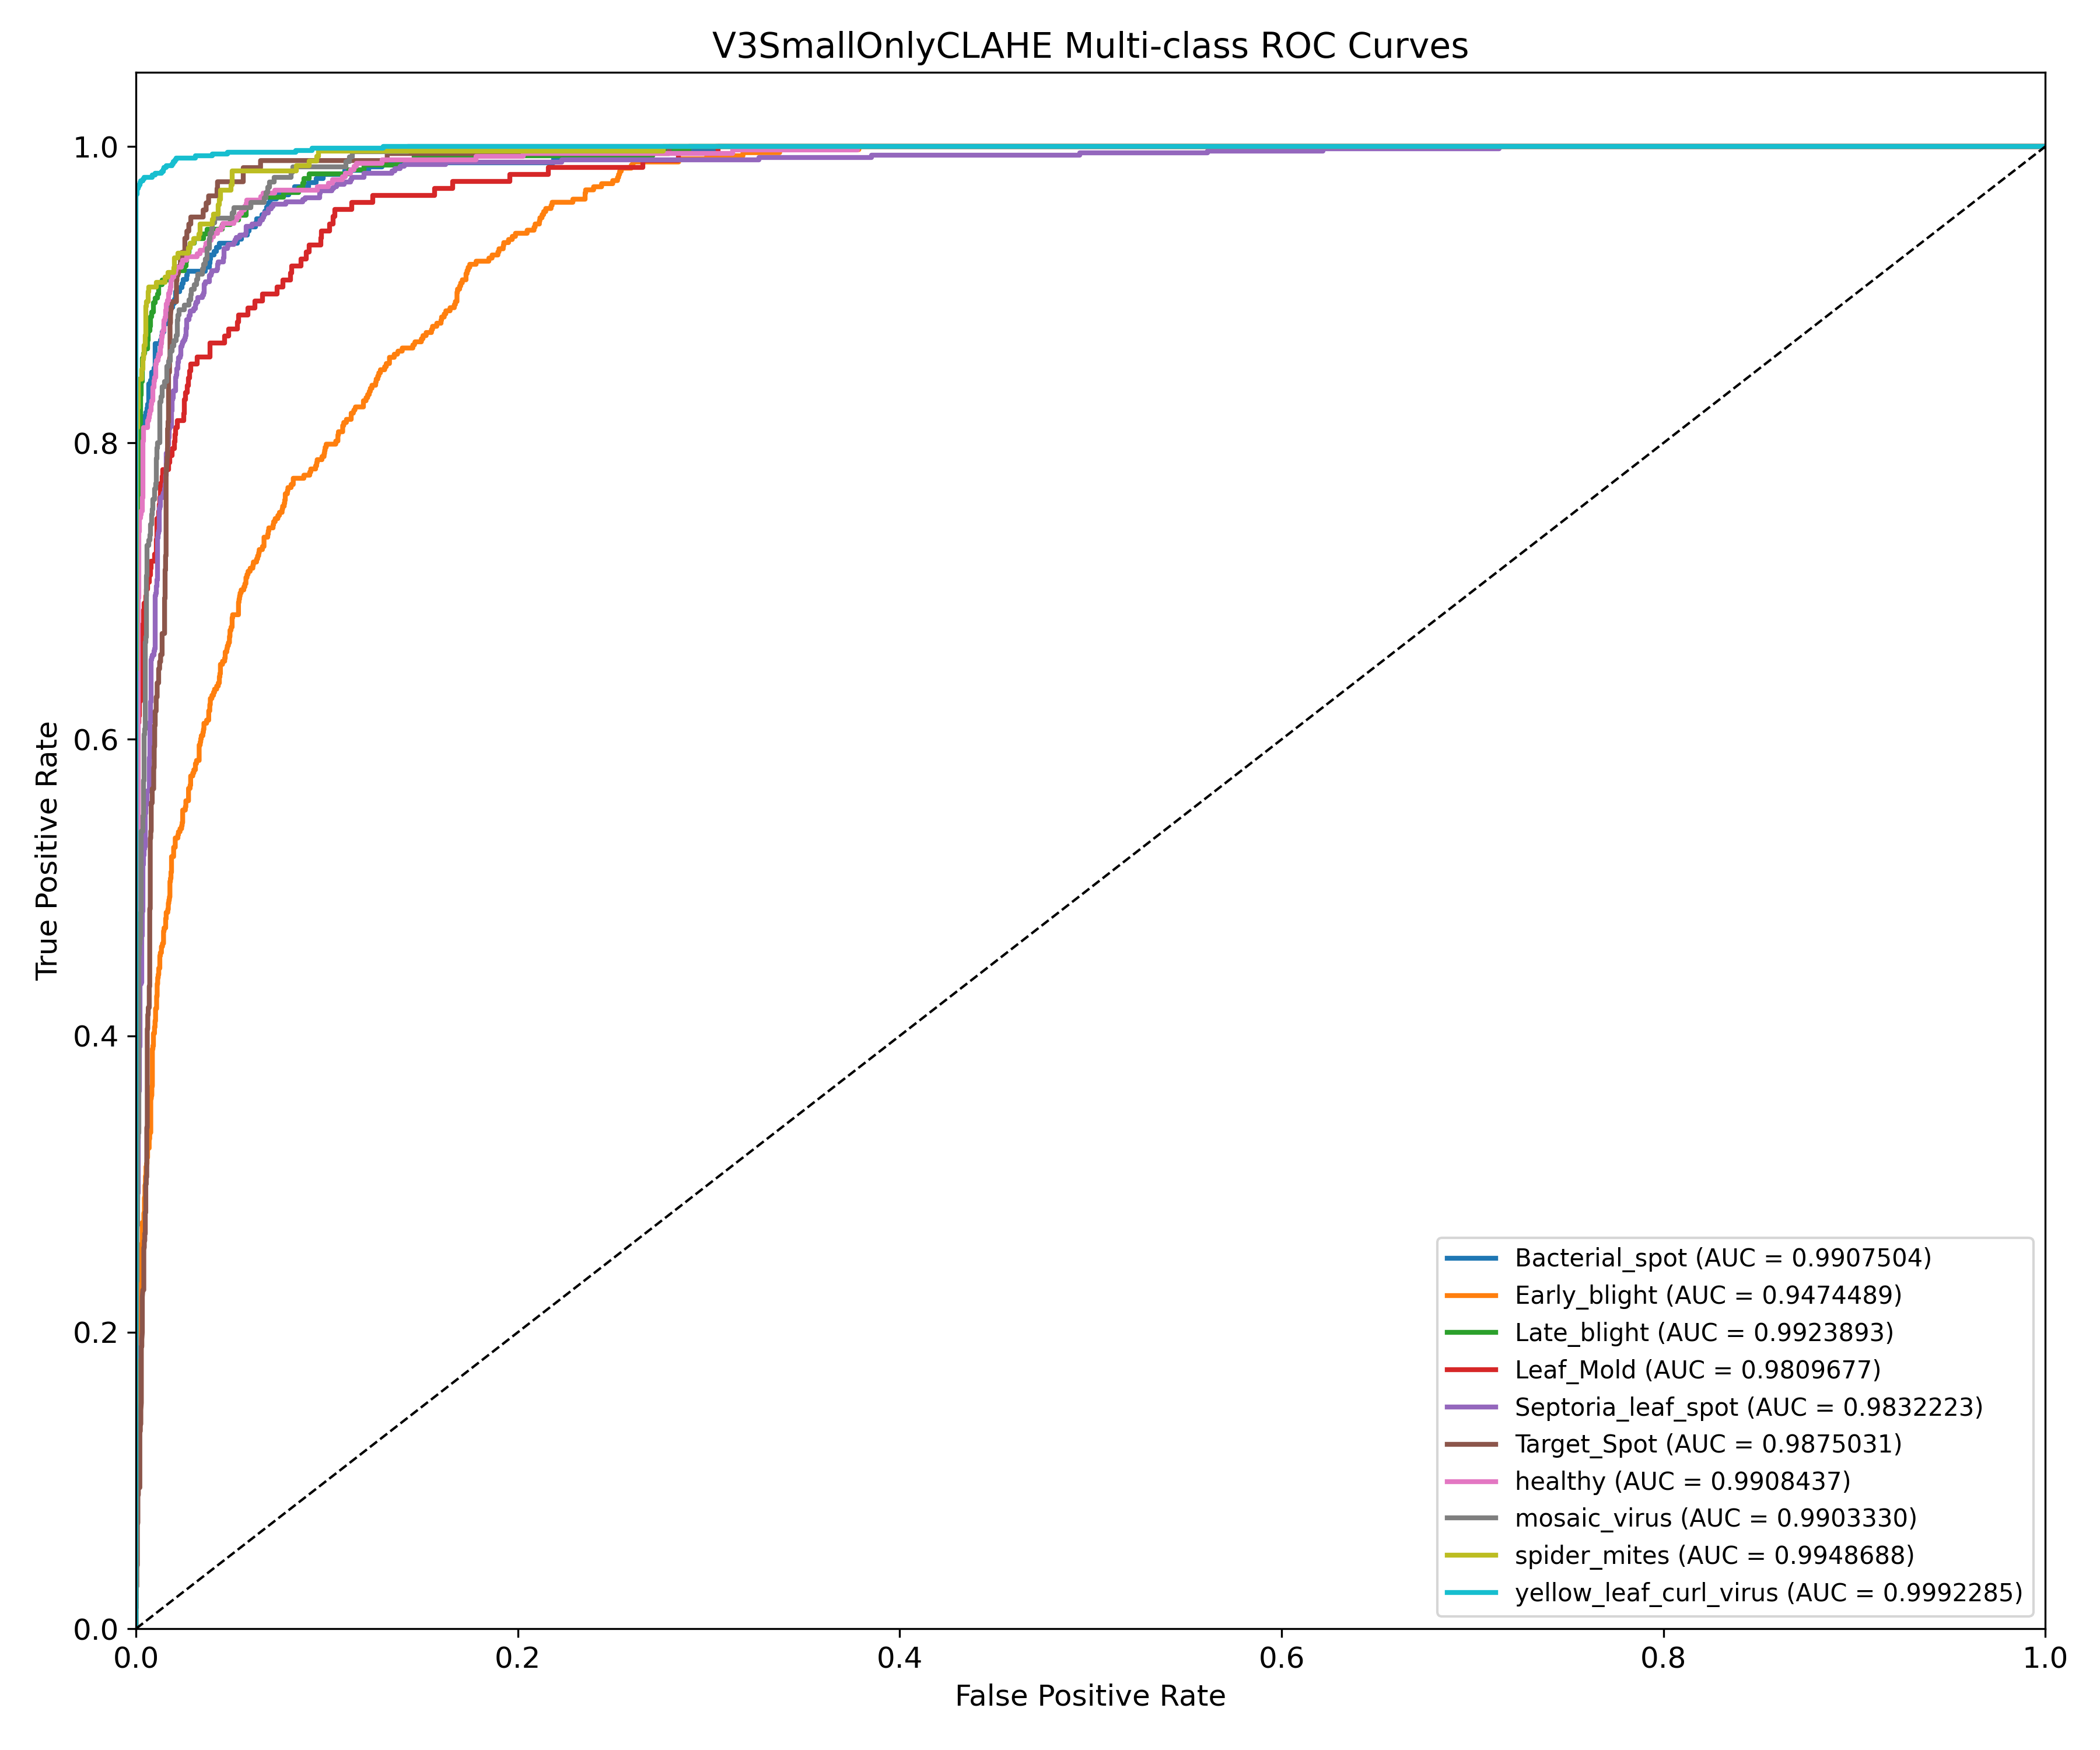 V3SmallOnlyCLAHE Multi-class ROC Curves
True Positive Rate
1.0
0.8
0.6
0.4
0.2
0.0
0.0 0.2 0.4 0.6 0.8 1.0
False Positive Rate
Bacterial_spot (AUC = 0.9907504)
Early_blight (AUC = 0.9474489)
Late_blight (AUC = 0.9923893)
Leaf_Mold (AUC = 0.9809677)
Septoria_leaf_spot (AUC = 0.9832223)
Target_Spot (AUC = 0.9875031)
healthy (AUC = 0.9908437)
mosaic_virus (AUC = 0.9903330)
spider_mites (AUC = 0.9948688)
yellow_leaf_curl_virus (AUC = 0.9992285)